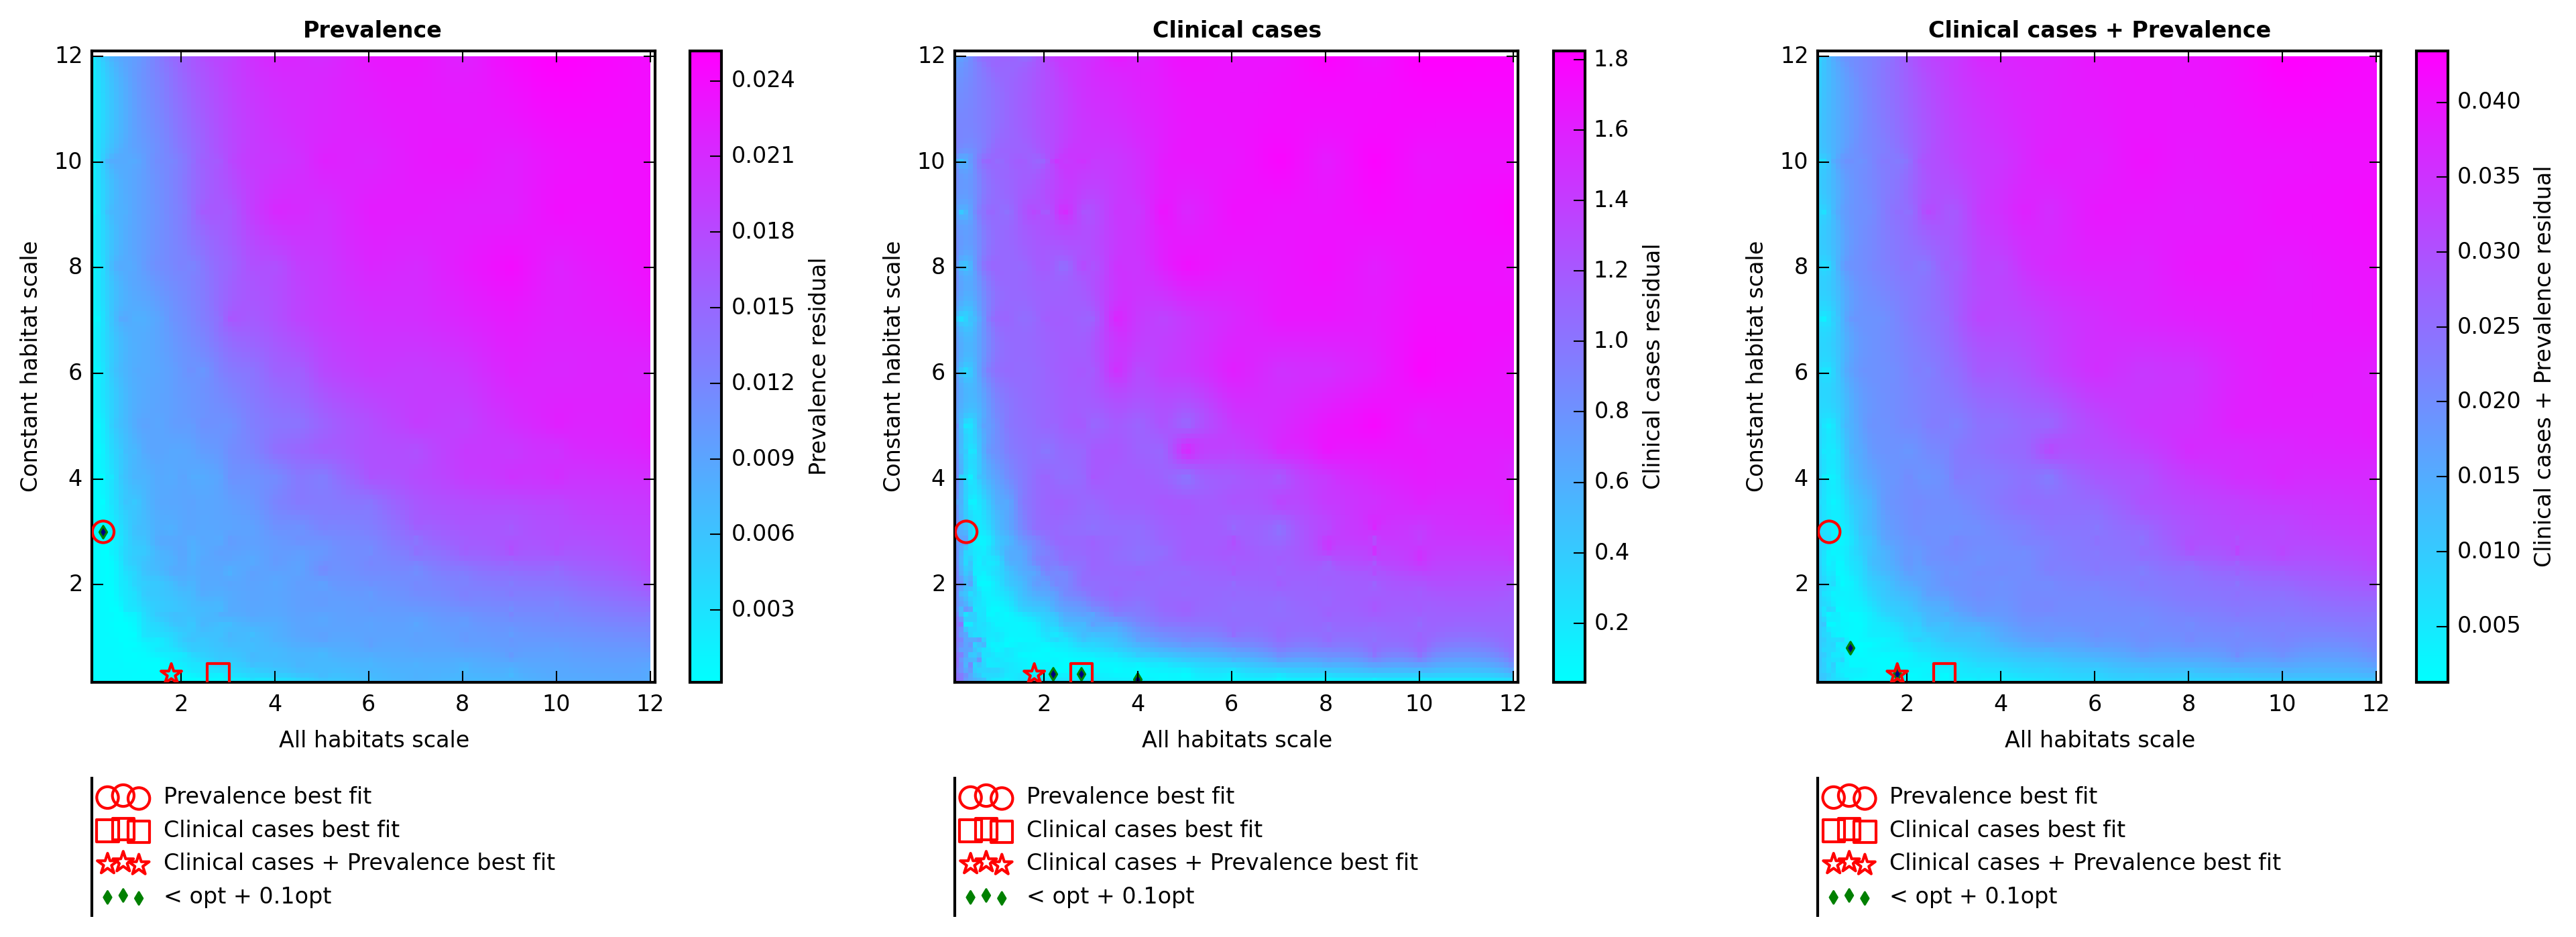 Prevalence
Constant habitat scale
12
10
8
6
4
2
2 4 6 8 10 12
All habitats scale
0.024
0.021
0.018
0.015
0.012
0.009
0.006
0.003
Prevalence residual
Prevalence best fit
Clinical cases best fit
Clinical cases + Prevalence best fit
< opt + 0.1opt
Clinical cases
Constant habitat scale
12
10
8
6
4
2
2 4 6 8 10 12
All habitats scale
1.8
1.6
1.4
1.2
1.0
0.8
0.6
0.4
0.2
Clinical cases residual
Prevalence best fit
Clinical cases best fit
Clinical cases + Prevalence best fit
< opt + 0.1opt
Clinical cases + Prevalence
Constant habitat scale
12
10
8
6
4
2
2 4 6 8 10 12
All habitats scale
0.040
0.035
0.030
0.025
0.020
0.015
0.010
0.005
Clinical cases + Prevalence residual
Prevalence best fit
Clinical cases best fit
Clinical cases + Prevalence best fit
< opt + 0.1opt